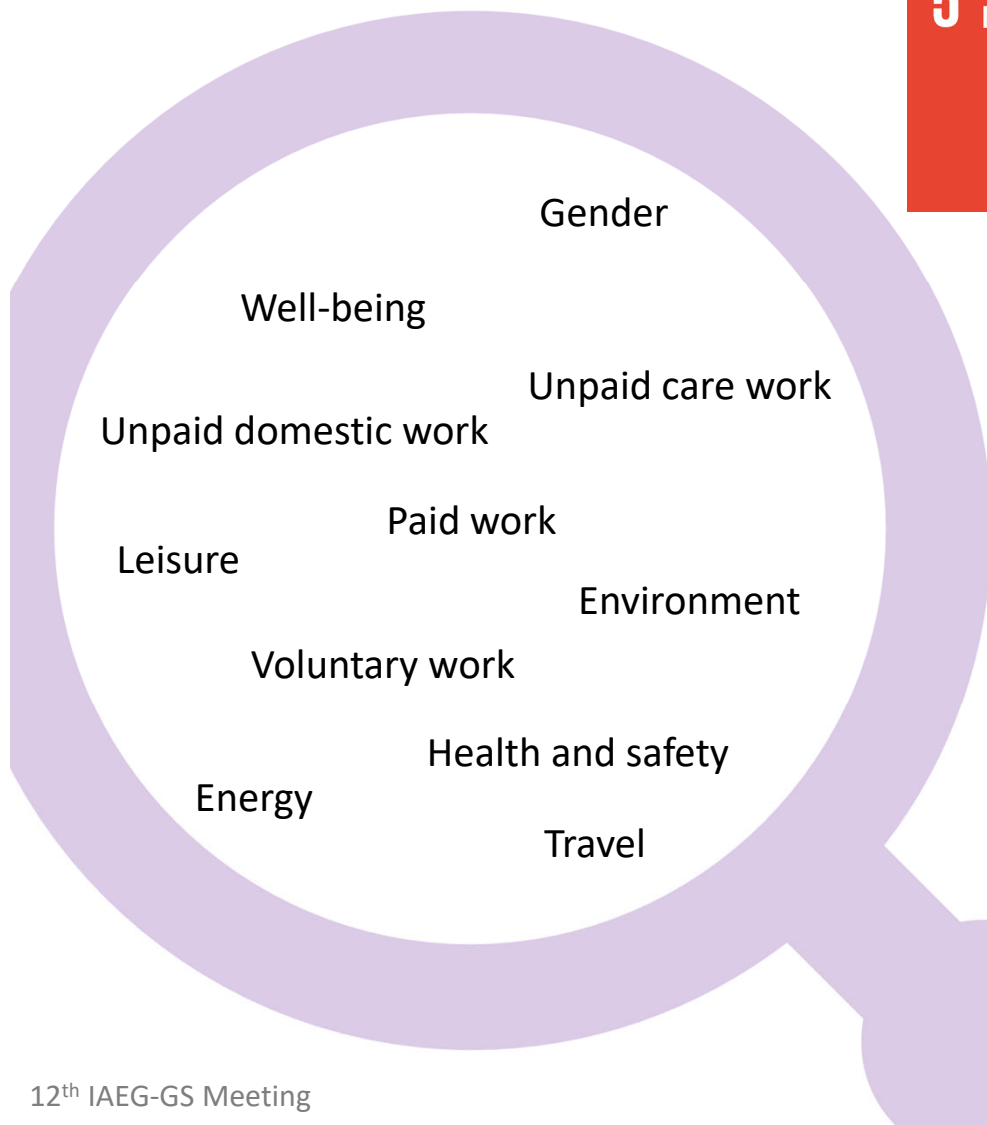 5
Gender
Well-being
Unpaid care work
Unpaid domestic work
Paid work
Leisure
Environment
Voluntary work
Health and safety
Energy
Travel
12th IAEG-GS Meeting